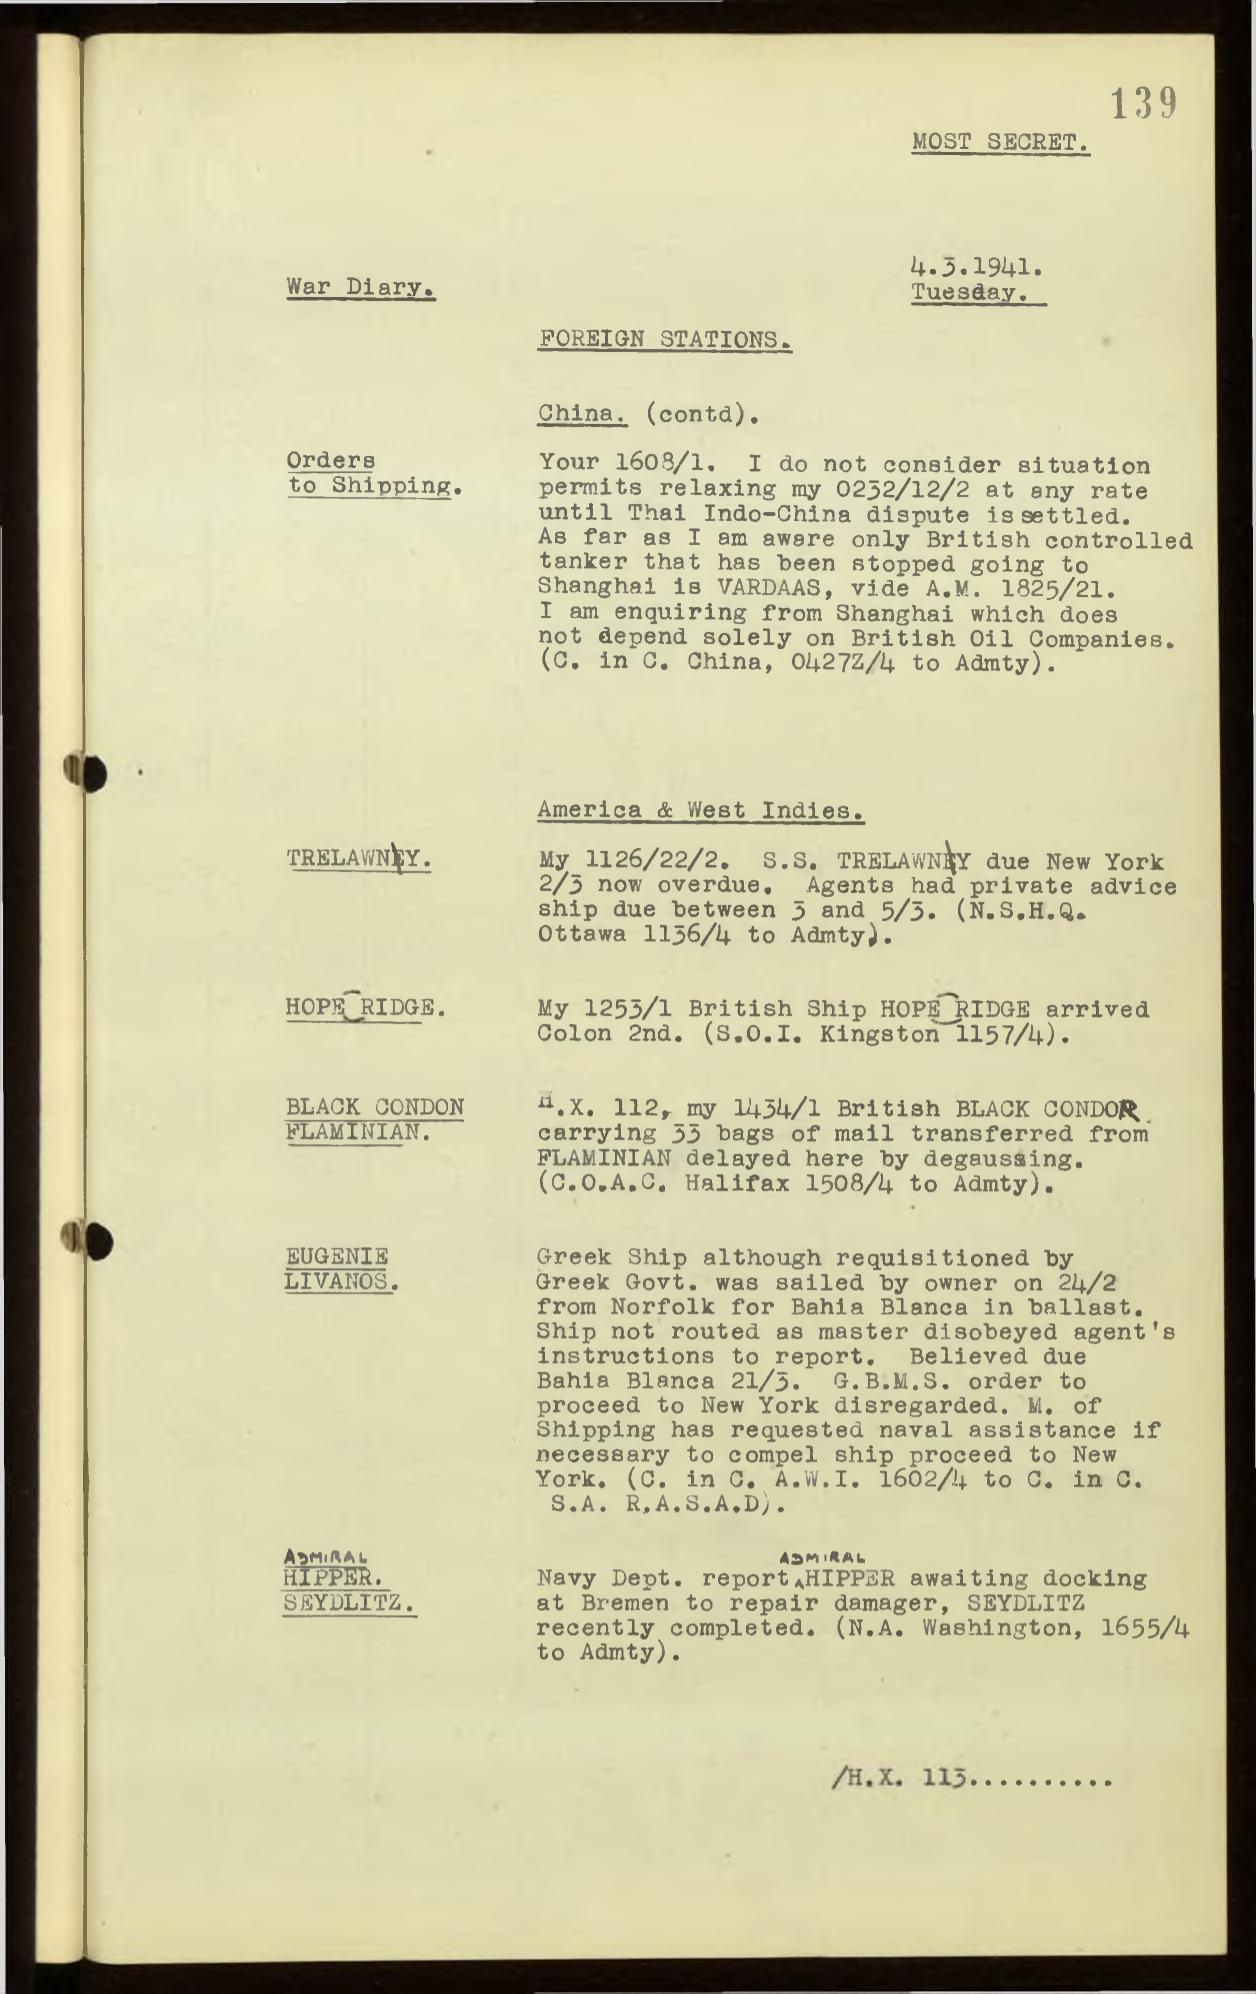 139
MOST SECRET.
4.3.1941.
War Diary.
Tuesday.
FOREIGN STATIONS.
China. (contd).
Orders
to Shipping.
Your 1608/1. I do not consider situation
permits relaxing my 0232/12/2 at any rate
until Thai Indo-China dispute is settled.
As far as I am aware only British controlled
tanker that has been stopped going to
Shanghai is VARDAAS, vide A.M. 1825/21.
I am enquiring from Shanghai which does
not depend solely on British Oil Companies.
(C. in C. China, 0427Z/4 to Admty).
America & West Indies.
TRELAWNEY.
My 1126/22/2. S.S. TRELAWNEY due New York
2/3 now overdue. Agents had private advice
ship due between 3 and 5/3. (N.S.H.Q.
Ottawa 1136/4 to Admty).
HOPE RIDGE.
My 1253/1 British Ship HOPE RIDGE arrived
Colon 2nd. (S.O.I. Kingston 1157/4).
BLACK CONDON
FLAMINIAN.
H.X. 112, my 1434/1 British BLACK CONDOR
carrying 33 bags of mail transferred from
FLAMINIAN delayed here by degaussing.
(C.O.A.C. Halifax 1508/4 to Admty).
EUGENIE
LIVANOS.
Greek Ship although requisitioned by
Greek Govt. was sailed by owner on 24/2
from Norfolk for Bahia Blanca in ballast.
Ship not routed as master disobeyed agent's
instructions to report. Believed due
Bahia Blanca 21/3. G.B.M.S. order to
proceed to New York disregarded. M. of
Shipping has requested naval assistance if
necessary to compel ship proceed to New
York. (C. in C. A.W.I. 1602/4 to C. in C.
S.A. R.A.S.A.D).
ADMIRAL
HIPPER.
SEYDLITZ.
ADMIRAL
Navy Dept. report HIPPER awaiting docking
at Bremen to repair damager, SEYDLITZ
recently completed. (N.A. Washington, 1655/4
to Admty).
/H.X. 113..........